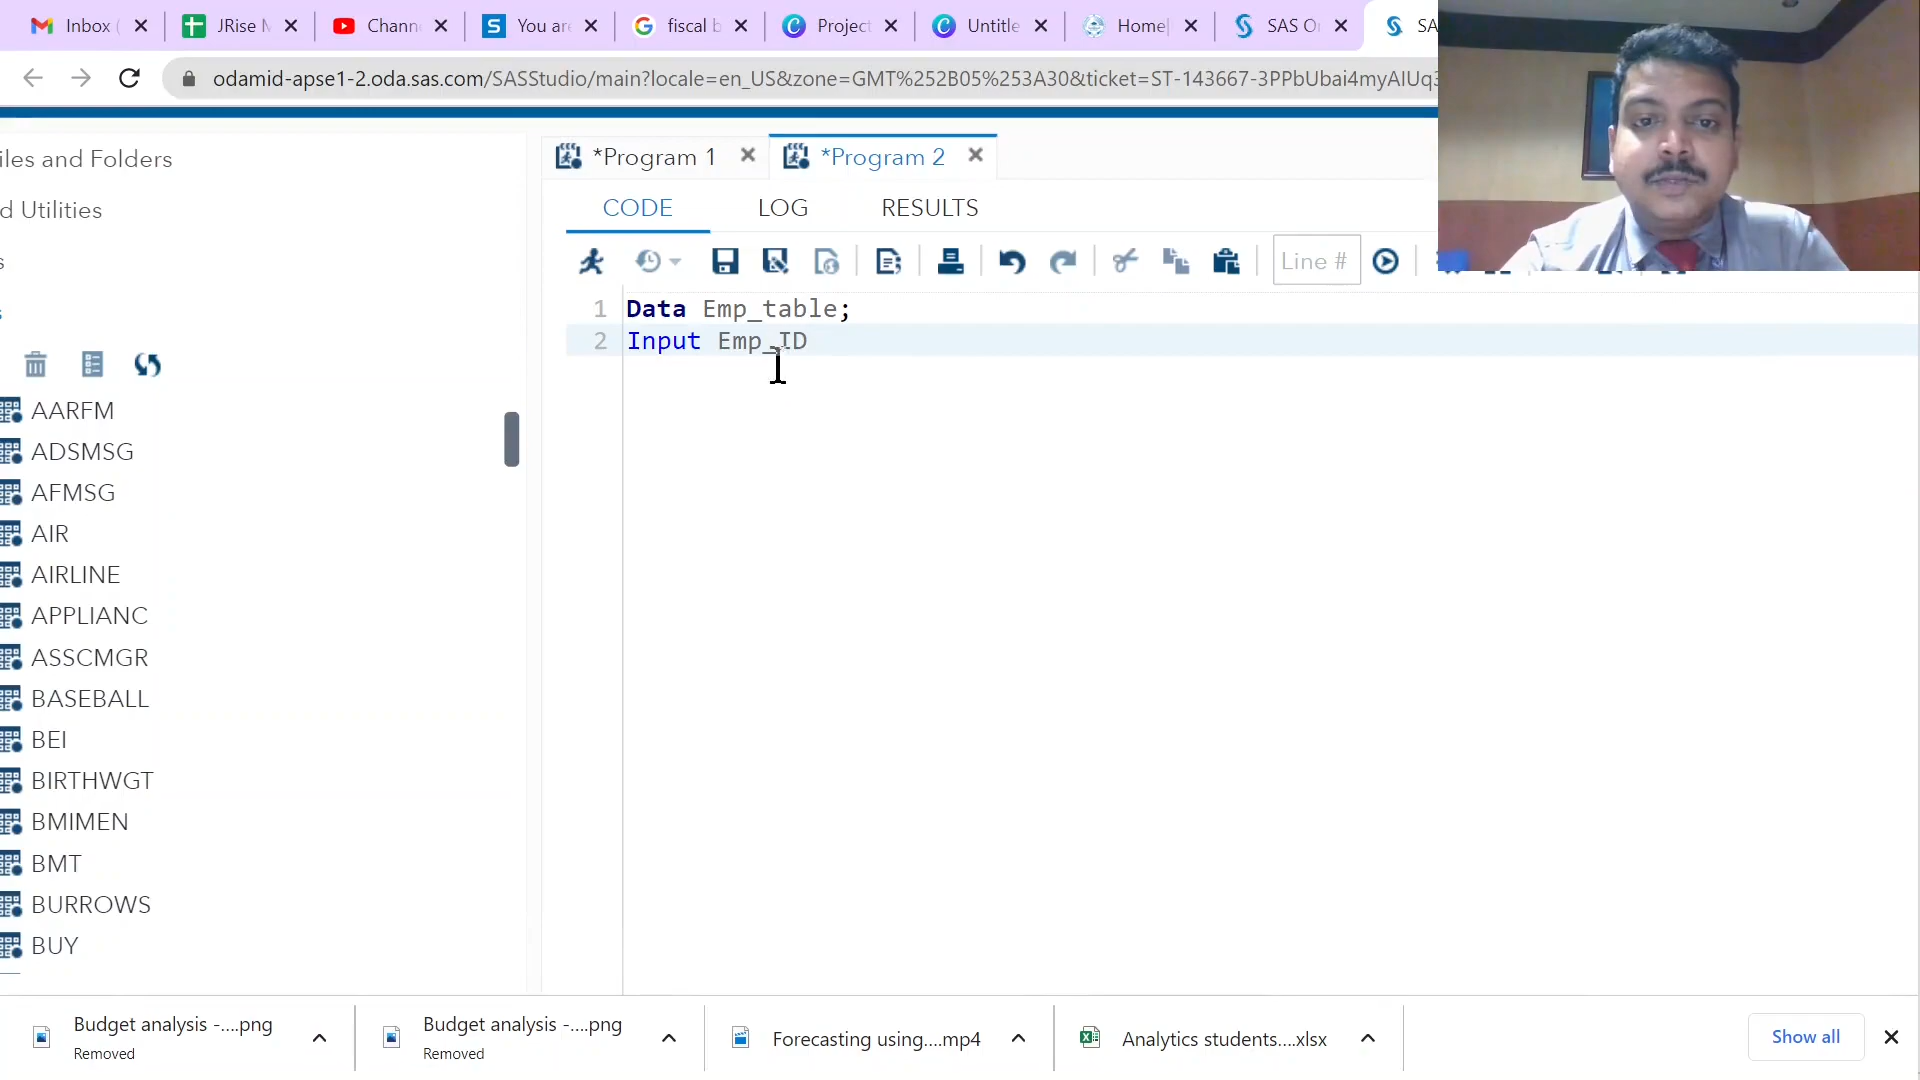 Inbox (
JRise M
Chann
You are
fiscal b
Project
Untitle
Home|
SAS O
SA
odamid-apse1-2.oda.sas.com/SASStudio/main?locale=en_US&zone=GMT%252B05%253A30&ticket=ST-143667-3PPbUbai4myAIUq3
iles and Folders
d Utilities
s
s
AARFM
ADSMSG
AFMSG
AIR
AIRLINE
APPLIANC
ASSCMGR
BASEBALL
BEI
BIRTHWGT
BMIMEN
BMT
BURROWS
BUY
*Program 1
*Program 2
CODE
LOG
RESULTS
Line #
1 Data Emp_table;
2 Input Emp_ID
Budget analysis -....png
Removed
Budget analysis -....png
Removed
Forecasting using....mp4
Analytics students....xlsx
Show all